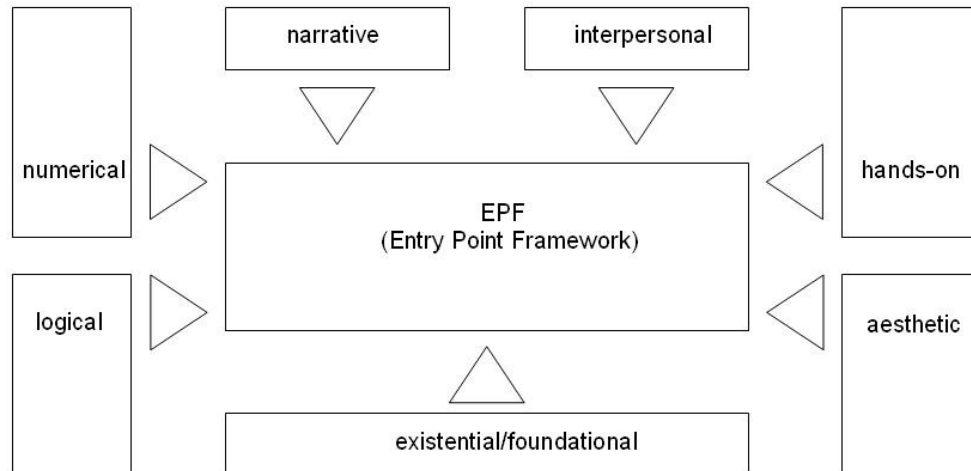 narrative
interpersonal
numerical
hands-on
EPF
(Entry Point Framework)
logical
aesthetic
existential/foundational